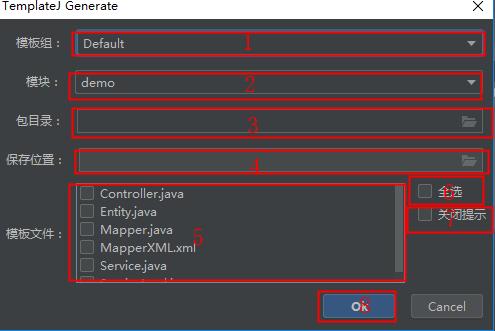 TemplateJ Generate
模板组： Default 1
模块： demo 2
包目录： 3
保存位置： 4
Controller.java 6 全选
Entity.java 关闭提示
Mapper.java
模板文件： MapperXML.xml 5
Service.java
Ok 8 Cancel